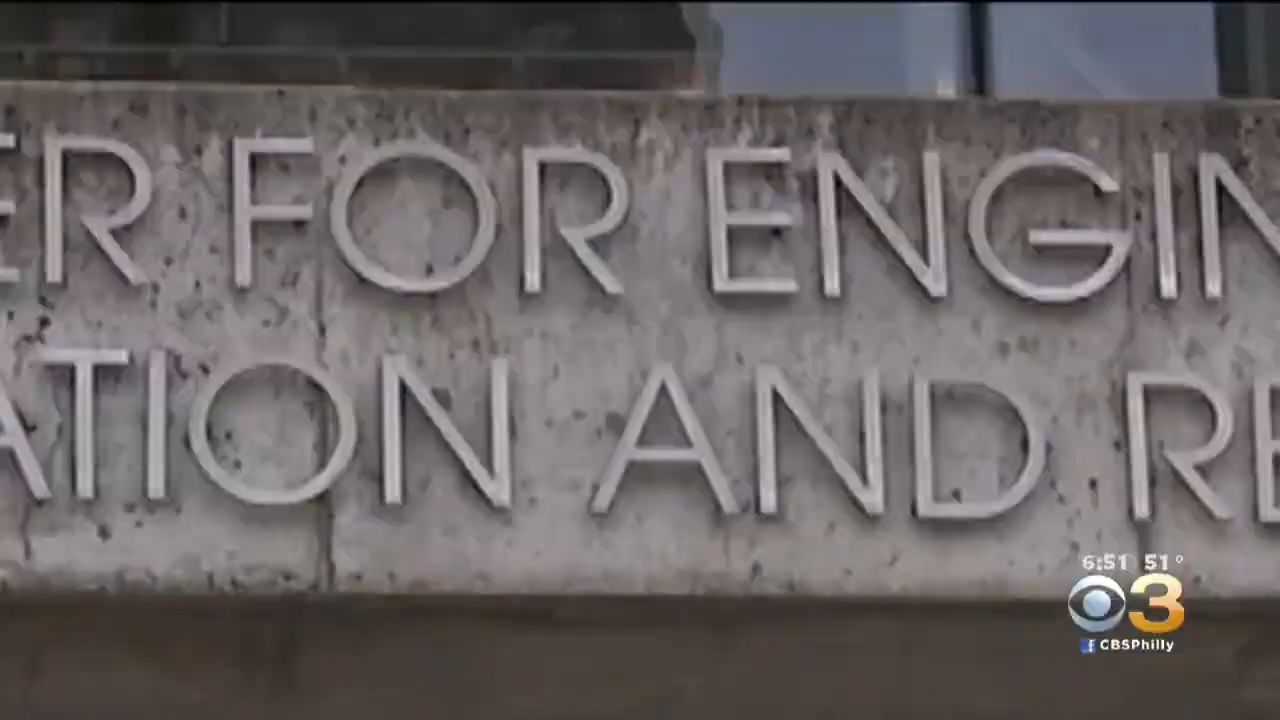 ER FOR ENGIN
ATION AND RE
6:51 51°
3
CBSPhilly